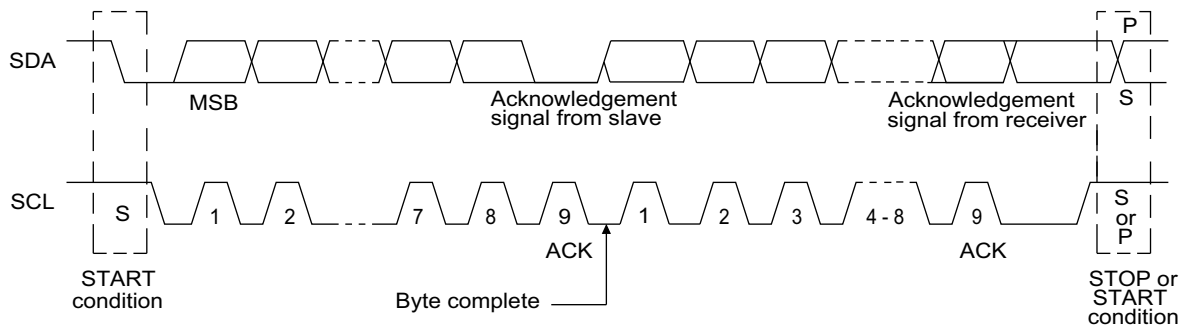 P
SDA
MSB
Acknowledgement
signal from slave
Acknowledgement
signal from receiver
S
SCL
S
1
2
7
8
9
1
2
3
4 - 8
9
S
or
P
ACK
ACK
START
condition
Byte complete
STOP or
START
condition